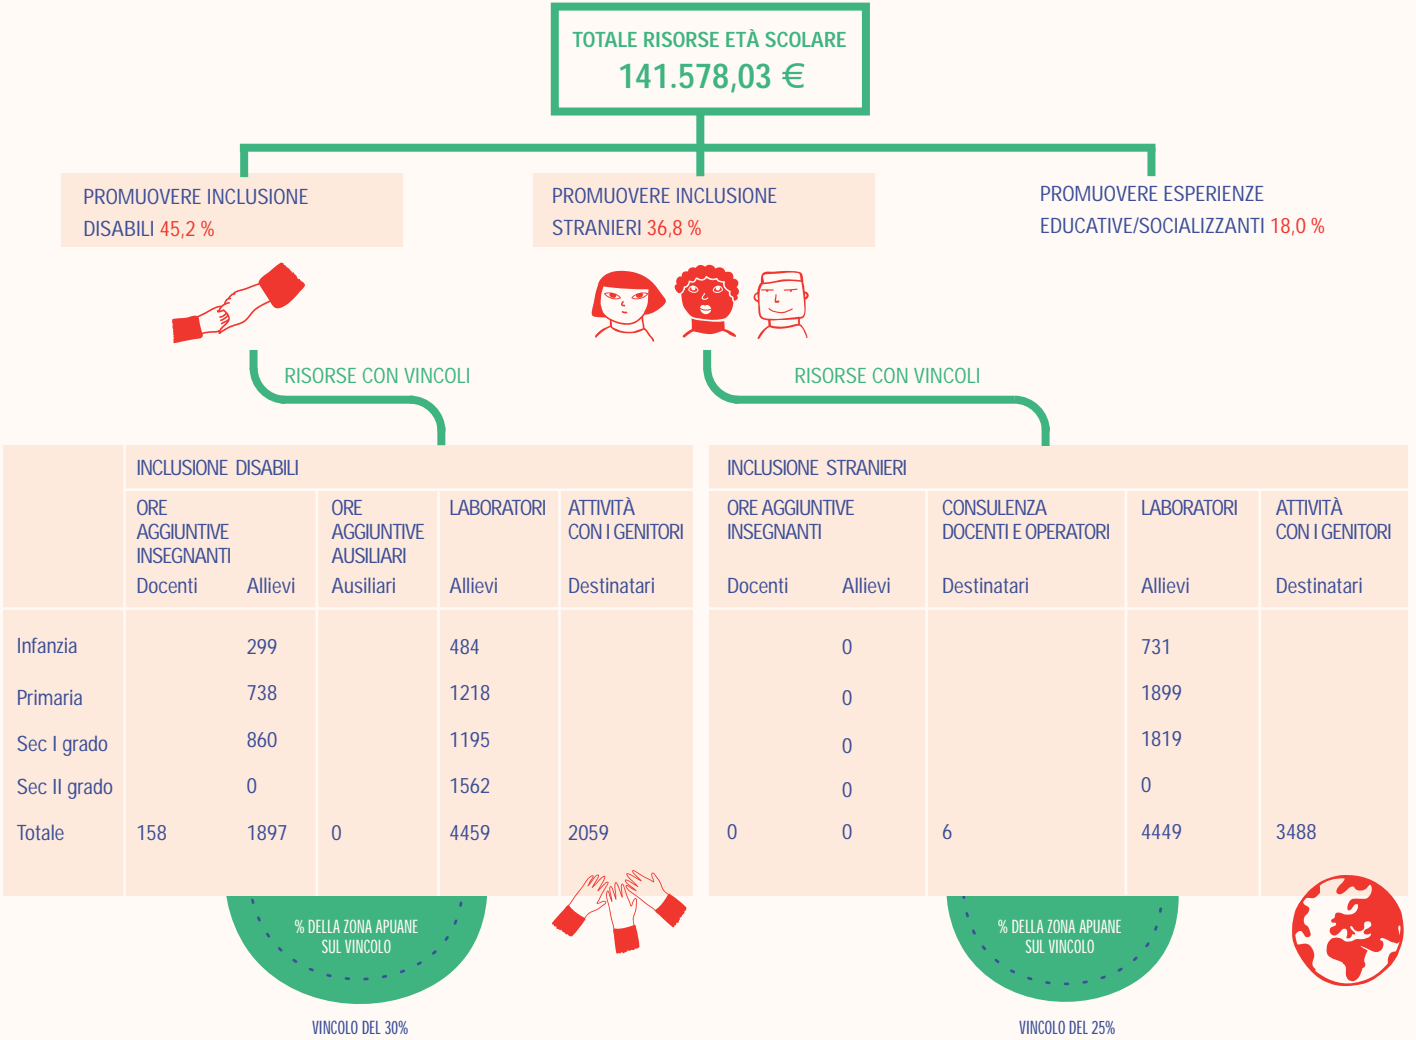 TOTALE RISORSE ETÀ SCOLARE
141.578,03 €
PROMUOVERE INCLUSIONE
DISABILI 45,2 %
PROMUOVERE INCLUSIONE
STRANIERI 36,8 %
PROMUOVERE ESPERIENZE
EDUCATIVE/SOCIALIZZANTI 18,0 %
RISORSE CON VINCOLI
RISORSE CON VINCOLI
INCLUSIONE DISABILI
ORE
AGGIUNTIVE
INSEGNANTI
ORE
AGGIUNTIVE
AUSILIARI
LABORATORI
ATTIVITÀ
CON I GENITORI
Docenti Allievi Ausiliari Allievi Destinatari
Infanzia 299 484
Primaria 738 1218
Sec I grado 860 1195
Sec II grado 0 1562
Totale 158 1897 0 4459 2059
INCLUSIONE STRANIERI
ORE AGGIUNTIVE
INSEGNANTI
CONSULENZA
DOCENTI E OPERATORI
LABORATORI
ATTIVITÀ
CON I GENITORI
Docenti Allievi Destinatari Allievi Destinatari
0 731
0 1899
0 1819
0 0
0 0 6 4449 3488
% DELLA ZONA APUANE
SUL VINCOLO
VINCOLO DEL 30%
% DELLA ZONA APUANE
SUL VINCOLO
VINCOLO DEL 25%